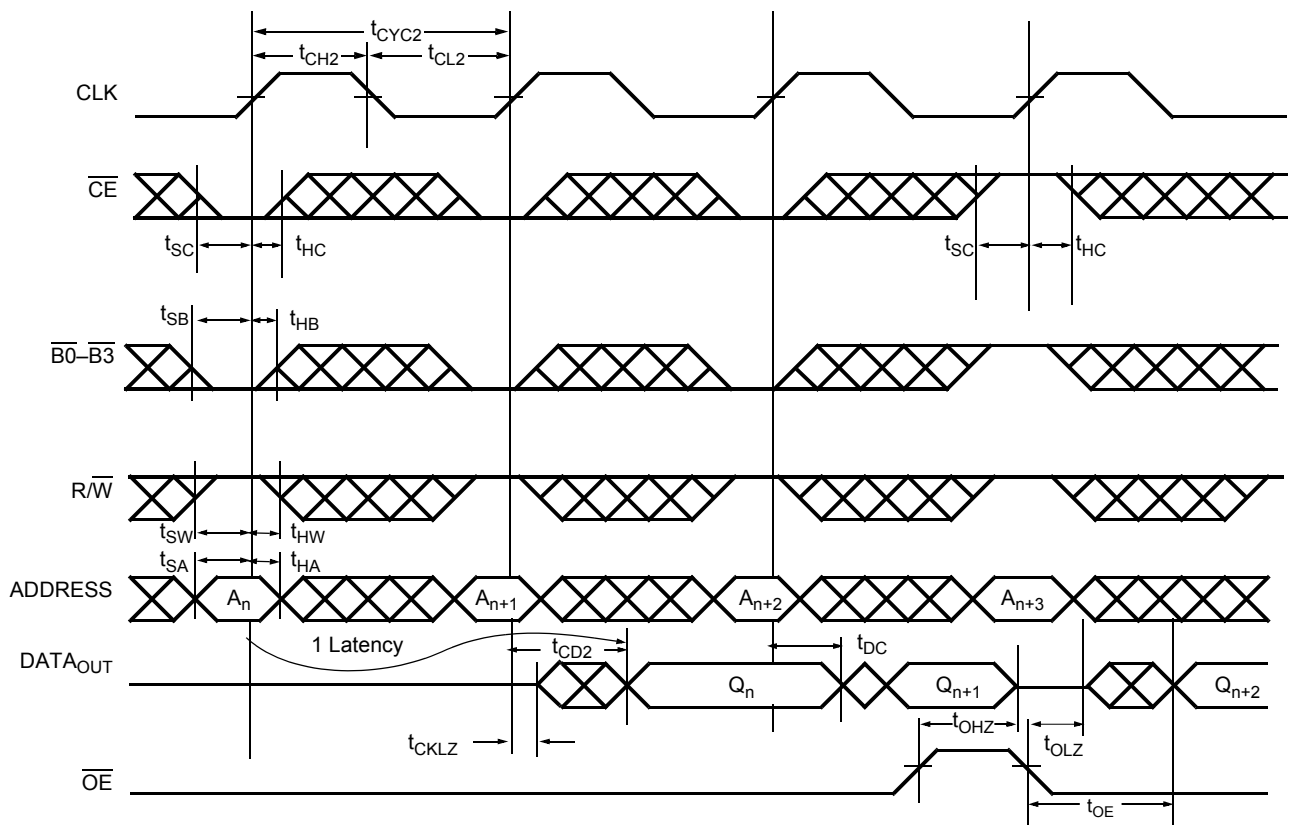 tCYC2
tCH2 tCL2
CLK
CE
tSC tHC tSC tHC
tSB tHB
B0–B3
R/W
tSW tHW
tSA tHA
ADDRESS An An+1 An+2 An+3
1 Latency tCD2 tDC
DATAOUT Qn Qn+1 Qn+2
tOHZ tOLZ
tCKLZ
OE
tOE